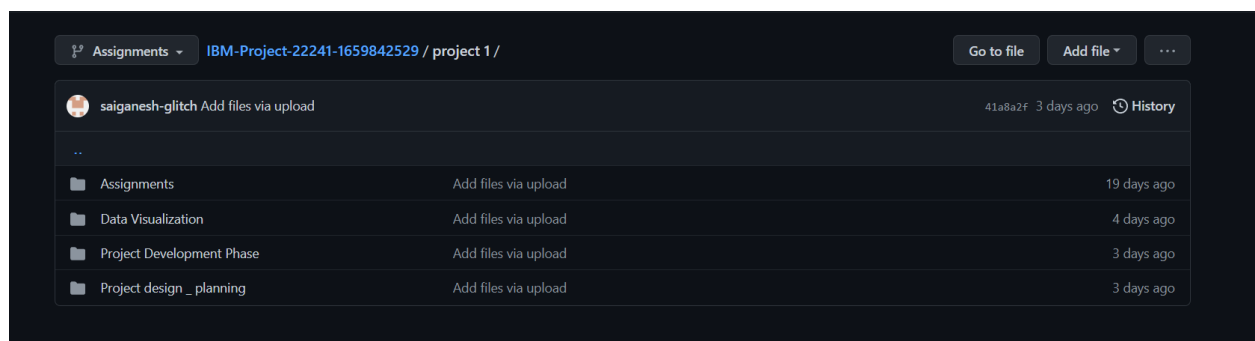 Assignments IBM-Project-22241-1659842529 / project 1 / Go to file Add file ...
saiganesh-glitch Add files via upload 41a8a2f 3 days ago History
..
Assignments Add files via upload 19 days ago
Data Visualization Add files via upload 4 days ago
Project Development Phase Add files via upload 3 days ago
Project design _ planning Add files via upload 3 days ago